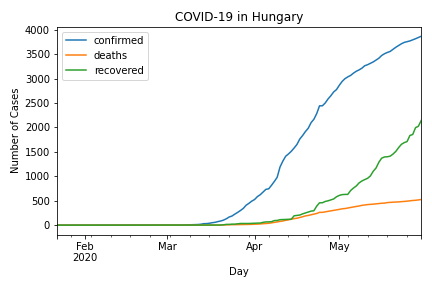 COVID-19 in Hungary
confirmed
deaths
recovered
Number of Cases
4000
3500
3000
2500
2000
1500
1000
500
0
Feb
2020
Mar
Apr
May
Day